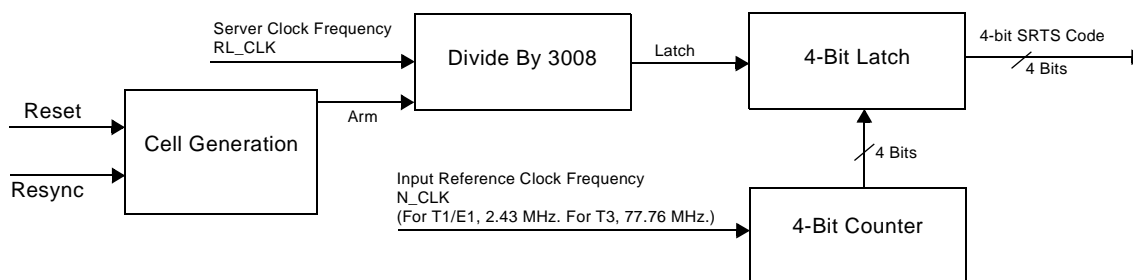 Server Clock Frequency
RL_CLK
Divide By 3008
Latch
4-Bit Latch
4-bit SRTS Code
4 Bits
Reset
Resync
Cell Generation
Arm
4 Bits
Input Reference Clock Frequency
N_CLK
(For T1/E1, 2.43 MHz. For T3, 77.76 MHz.)
4-Bit Counter